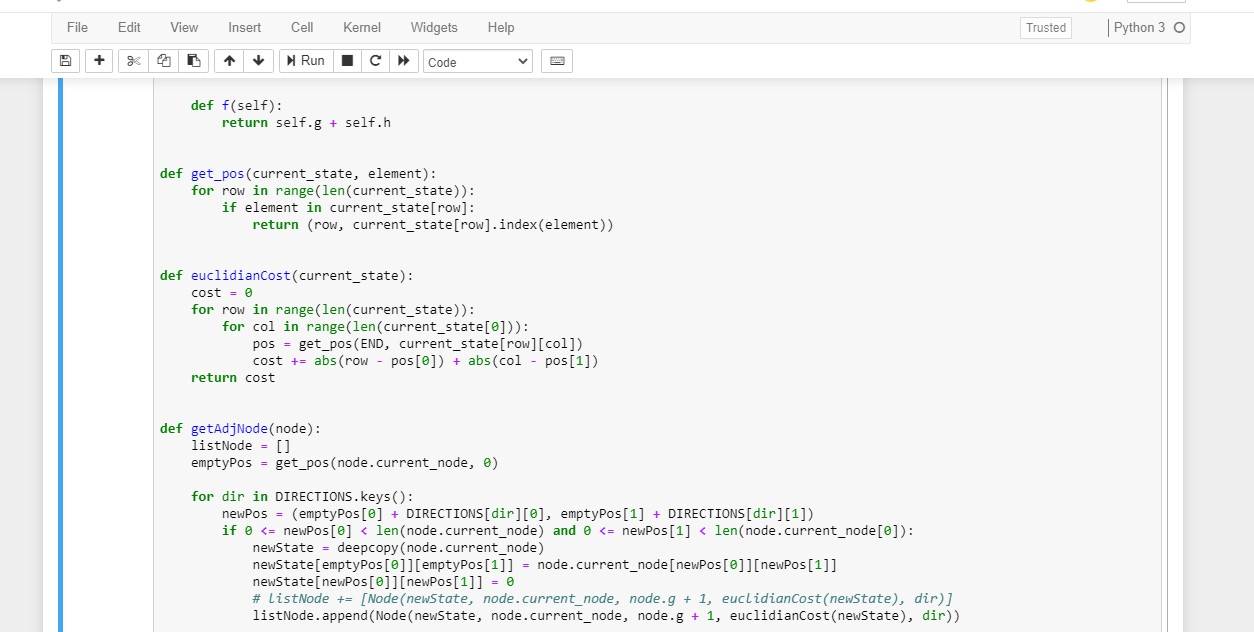 File Edit View Insert Cell Kernel Widgets Help Trusted Python 3
Run Code
    def f(self):
        return self.g + self.h
def get_pos(current_state, element):
    for row in range(len(current_state)):
        if element in current_state[row]:
            return (row, current_state[row].index(element))
def euclidianCost(current_state):
    cost = 0
    for row in range(len(current_state)):
        for col in range(len(current_state[0])):
            pos = get_pos(END, current_state[row][col])
            cost += abs(row - pos[0]) + abs(col - pos[1])
    return cost
def getAdjNode(node):
    listNode = []
    emptyPos = get_pos(node.current_node, 0)
    for dir in DIRECTIONS.keys():
        newPos = (emptyPos[0] + DIRECTIONS[dir][0], emptyPos[1] + DIRECTIONS[dir][1])
        if 0 <= newPos[0] < len(node.current_node) and 0 <= newPos[1] < len(node.current_node[0]):
            newState = deepcopy(node.current_node)
            newState[emptyPos[0]][emptyPos[1]] = node.current_node[newPos[0]][newPos[1]]
            newState[newPos[0]][newPos[1]] = 0
            # listNode += [Node(newState, node.current_node, node.g + 1, euclidianCost(newState), dir)]
            listNode.append(Node(newState, node.current_node, node.g + 1, euclidianCost(newState), dir))